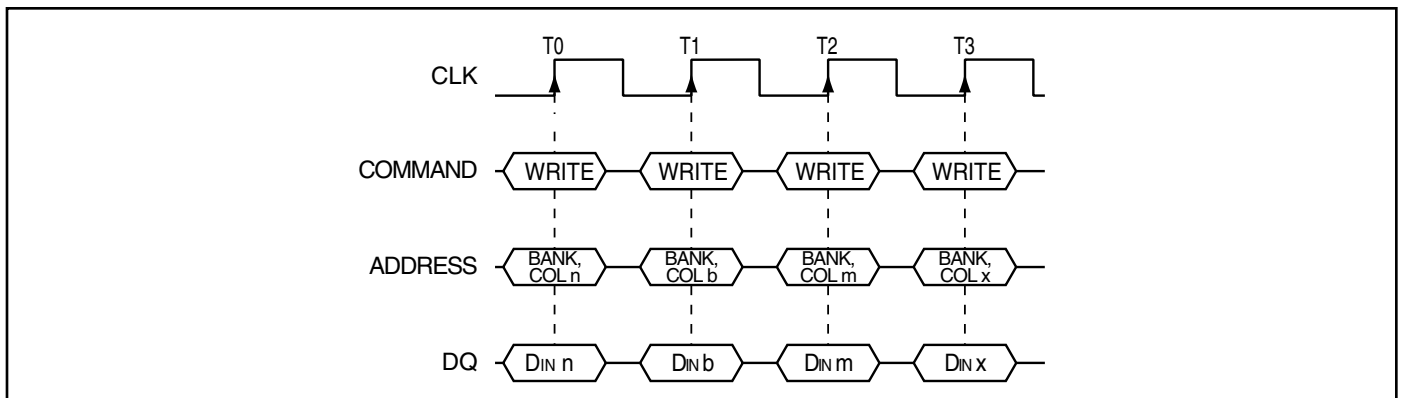 T0 T1 T2 T3
CLK
COMMAND WRITE WRITE WRITE WRITE
ADDRESS BANK, COL n BANK, COL b BANK, COL m BANK, COL x
DQ DIN n DIN b DIN m DIN x